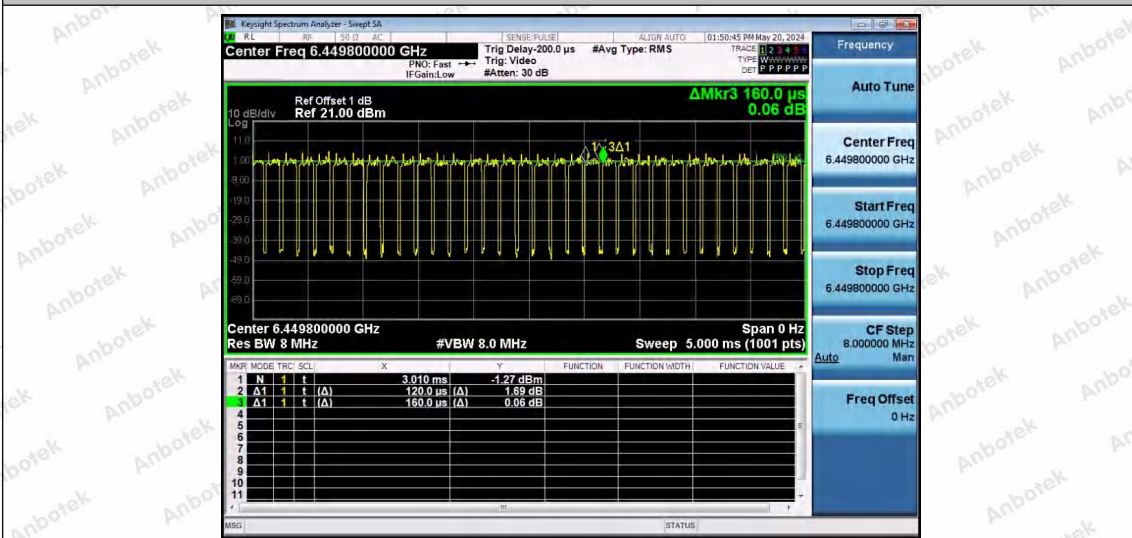 Keysight Spectrum Analyzer - Swept SA
RL RF 50 Ω AC SENSE:PULSE ALIGN AUTO 01:50:45 PM May 20, 2024
Center Freq 6.449800000 GHz
PNO: Fast
IFGain:Low
Trig Delay-200.0 µs
Trig: Video
#Atten: 30 dB
#Avg Type: RMS
TRACE 1 2 3 4 5 6
TYPE W
DET P P P P P P
Ref Offset 1 dB
Ref 21.00 dBm
10 dB/div
Log
ΔMkr3 160.0 µs
0.06 dB
11.0
1.00
-9.00
-19.0
-29.0
-39.0
-49.0
-59.0
-69.0
1 3Δ1
Center 6.449800000 GHz Span 0 Hz
Res BW 8 MHz #VBW 8.0 MHz Sweep 5.000 ms (1001 pts)
MKR MODE TRC SCL X Y FUNCTION FUNCTION WIDTH FUNCTION VALUE
1 N 1 t 3.010 ms -1.27 dBm
2 Δ1 1 t (Δ) 120.0 µs (Δ) 1.69 dB
3 Δ1 1 t (Δ) 160.0 µs (Δ) 0.06 dB
4
5
6
7
8
9
10
11
MSG STATUS
Frequency
Auto Tune
Center Freq
6.449800000 GHz
Start Freq
6.449800000 GHz
Stop Freq
6.449800000 GHz
CF Step
8.000000 MHz
Auto Man
Freq Offset
0 Hz
Anbotek